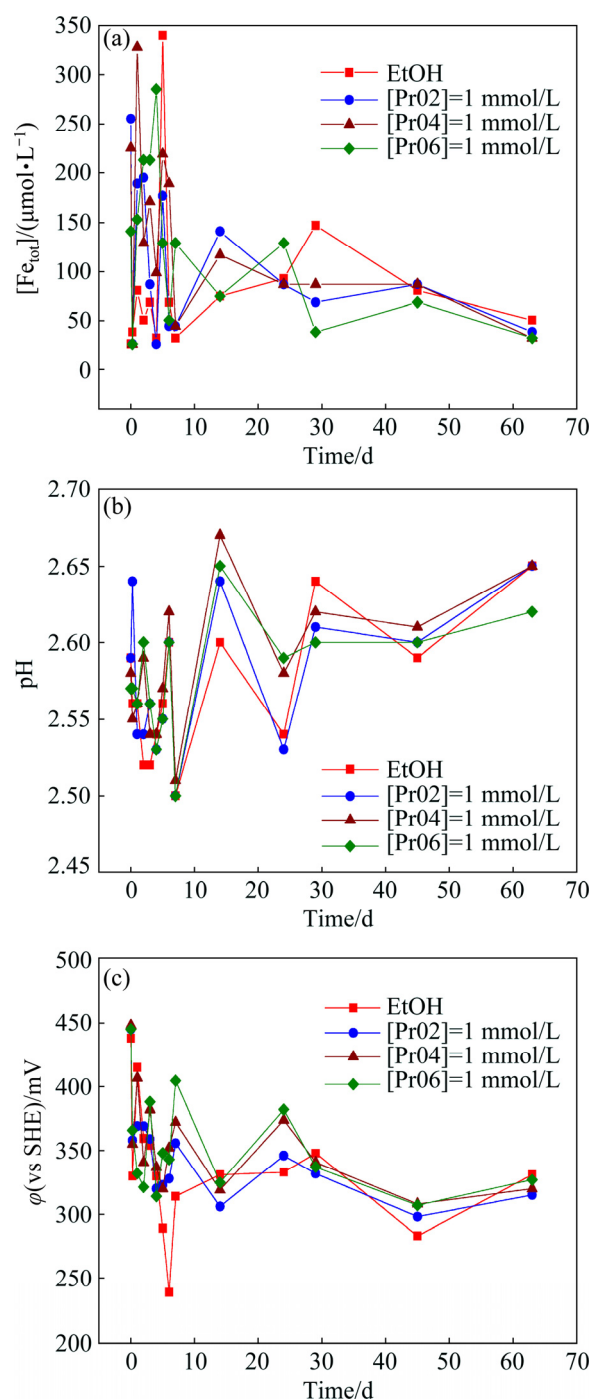 (a)
350
300
250
200
150
100
50
0
[Fetot]/(μmol•L−1)
EtOH
[Pr02]=1 mmol/L
[Pr04]=1 mmol/L
[Pr06]=1 mmol/L
0 10 20 30 40 50 60 70
Time/d
(b)
2.70
2.65
2.60
2.55
2.50
2.45
pH
EtOH
[Pr02]=1 mmol/L
[Pr04]=1 mmol/L
[Pr06]=1 mmol/L
0 10 20 30 40 50 60 70
Time/d
(c)
500
450
400
350
300
250
200
φ(vs SHE)/mV
EtOH
[Pr02]=1 mmol/L
[Pr04]=1 mmol/L
[Pr06]=1 mmol/L
0 10 20 30 40 50 60 70
Time/d